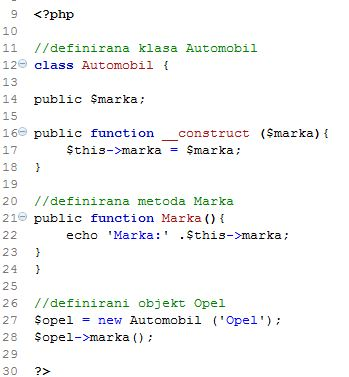 9 <?php
10
11 //definirana klasa Automobil
12 class Automobil {
13
14 public $marka;
15
16 public function __construct ($marka){
17 $this->marka = $marka;
18 }
19
20 //definirana metoda Marka
21 public function Marka(){
22 echo 'Marka:' .$this->marka;
23 }
24 }
25
26 //definirani objekt Opel
27 $opel = new Automobil ('Opel');
28 $opel->marka();
29
30 ?>